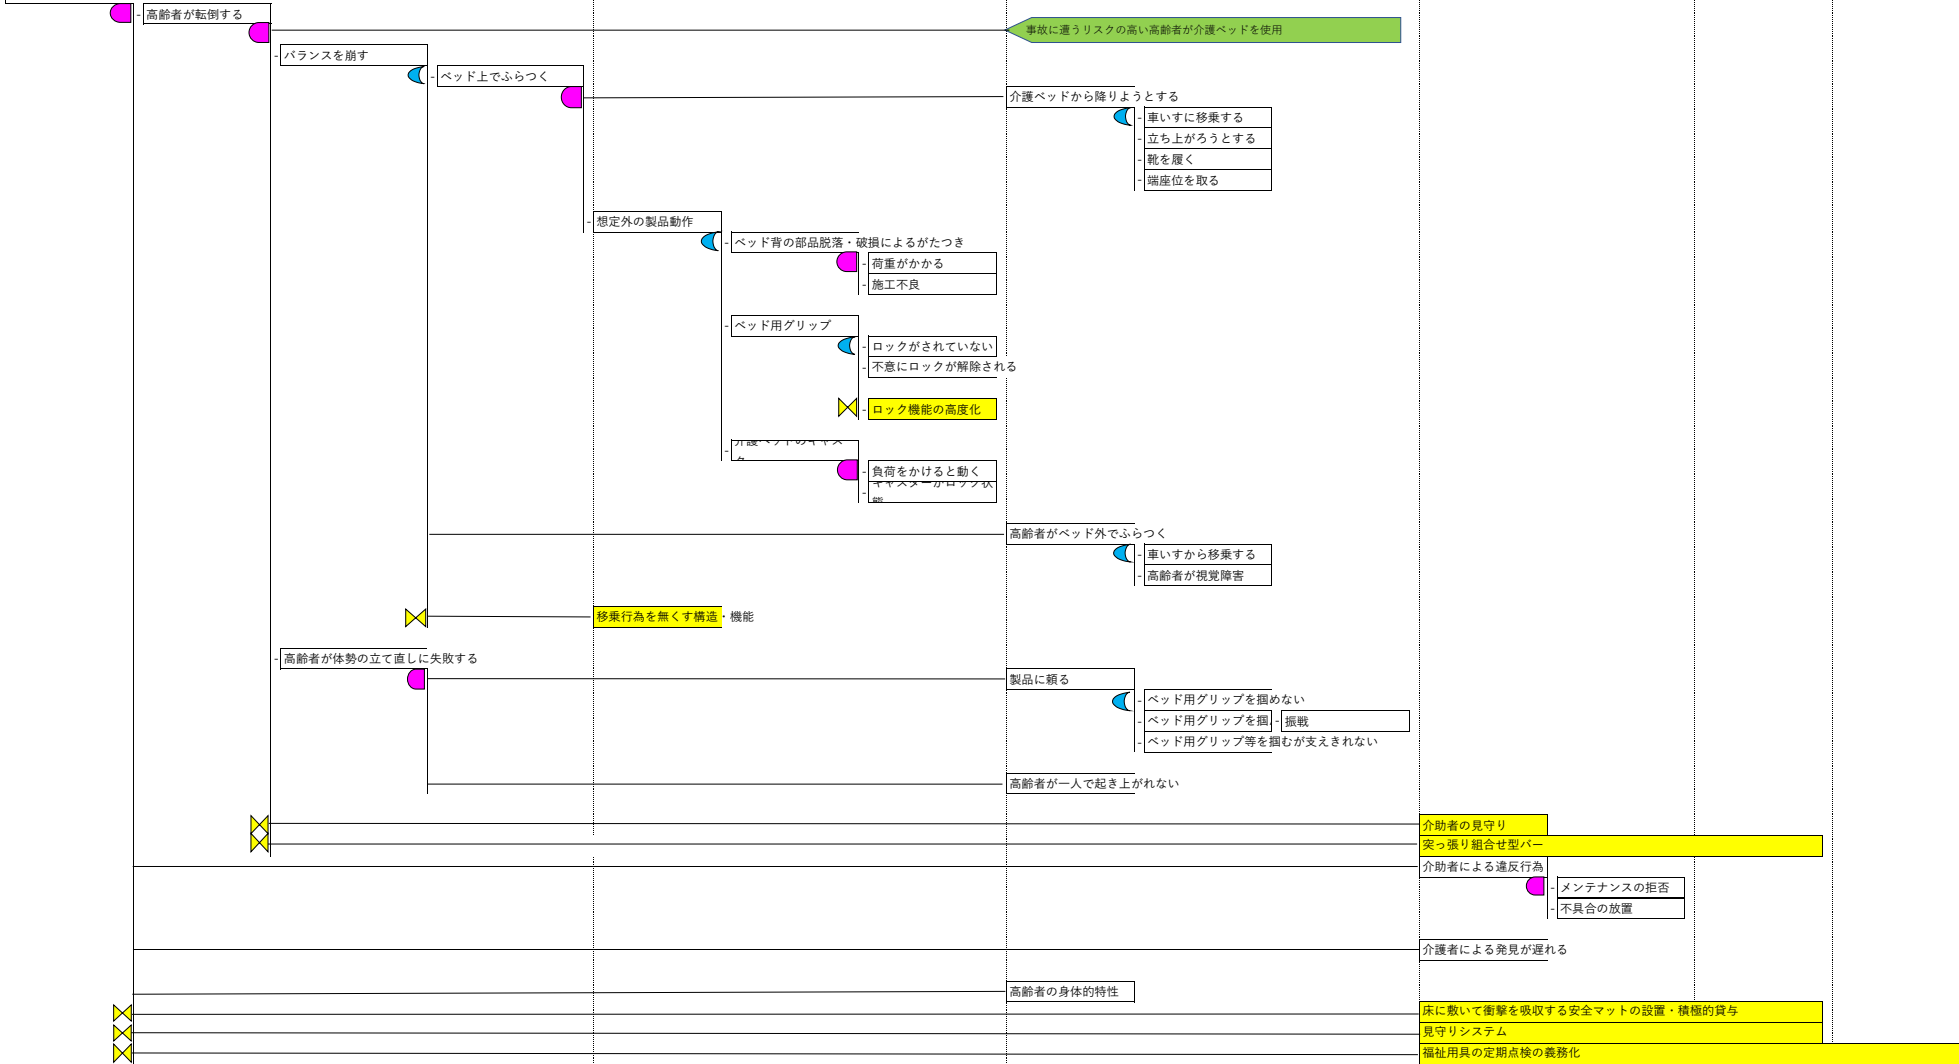 高齢者が転倒する
事故に遭うリスクの高い高齢者が介護ベッドを使用
バランスを崩す
ベッド上でふらつく
介護ベッドから降りようとする
車いすに移乗する
立ち上がろうとする
靴を履く
端座位を取る
想定外の製品動作
ベッド背の部品脱落・破損によるがたつき
荷重がかかる
施工不良
ベッド用グリップ
ロックがされていない
不意にロックが解除される
ロック機能の高度化
負荷をかけると動く
高齢者がベッド外でふらつく
車いすから移乗する
高齢者が視覚障害
移乗行為を無くす構造・機能
高齢者が体勢の立て直しに失敗する
製品に頼る
ベッド用グリップを掴めない
ベッド用グリップを掴
振戦
ベッド用グリップ等を掴むが支えきれない
高齢者が一人で起き上がれない
介助者の見守り
突っ張り組合せ型バー
介助者による違反行為
メンテナンスの拒否
不具合の放置
介護者による発見が遅れる
高齢者の身体的特性
床に敷いて衝撃を吸収する安全マットの設置・積極的貸与
見守りシステム
福祉用具の定期点検の義務化